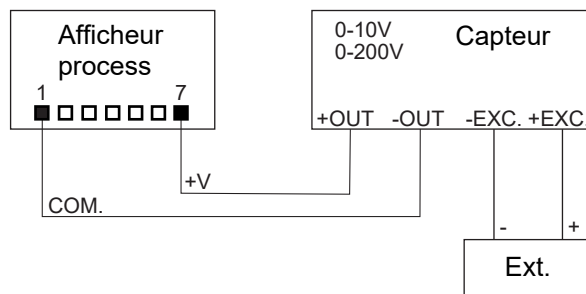 Afficheur
process
1 7
0-10V
0-200V
Capteur
+OUT -OUT -EXC. +EXC.
+V
COM.
- +
Ext.